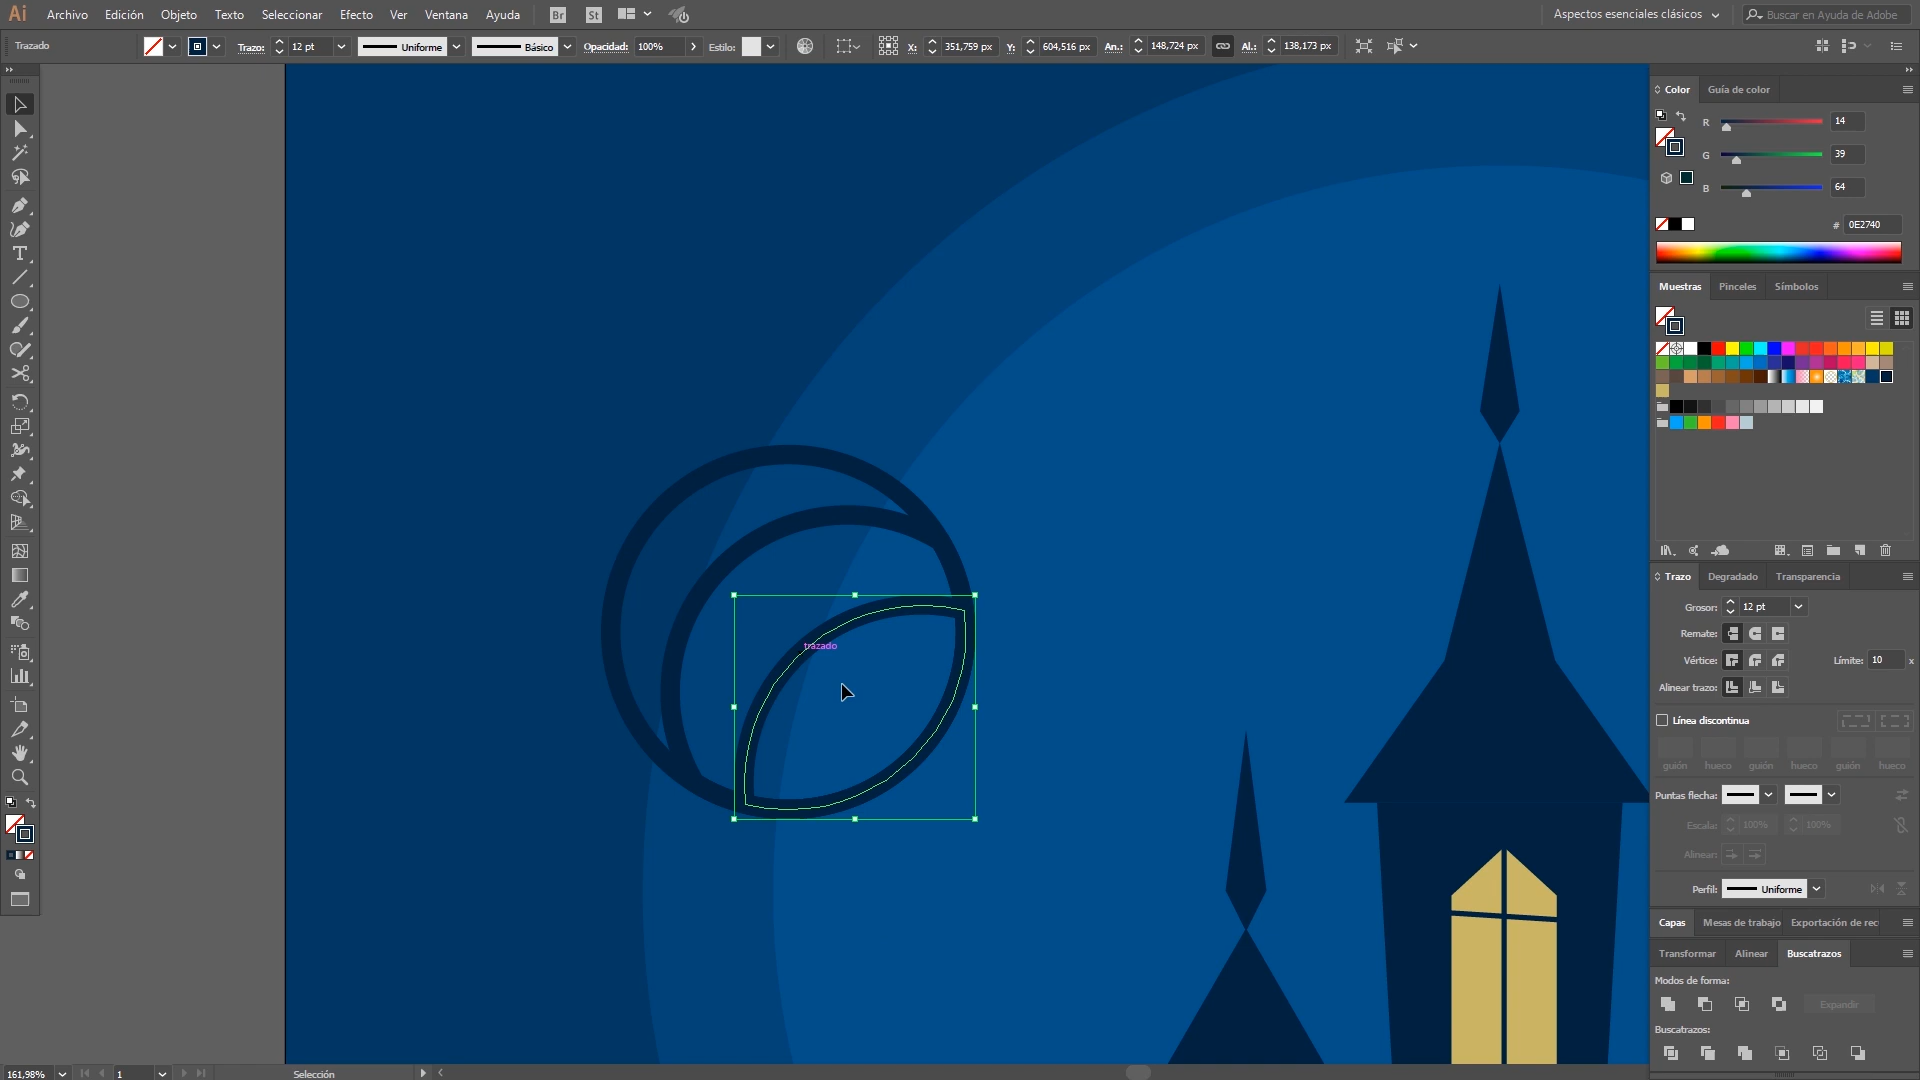 Ai Archivo Edición Objeto Texto Seleccionar Efecto Ver Ventana Ayuda Br St Aspectos esenciales clásicos Buscar en Ayuda de Adobe
Trazado Trazo: 12 pt Uniforme Básico Opacidad: 100% Estilo: X: 351,759 px Y: 604,516 px An.: 148,724 px Al.: 138,173 px
Color Guía de color
R 14
G 39
B 64
# 0E2740
Muestras Pinceles Símbolos
Trazo Degradado Transparencia
Grosor: 12 pt
Remate:
trazado
Vértice: Límite: 10 x
Alinear trazo:
Línea discontinua
guión hueco guión hueco guión hueco
Puntas flecha:
Escala: 100% 100%
Alinear:
Perfil: Uniforme
Capas Mesas de trabajo Exportación de rec
Transformar Alinear Buscatrazos
Modos de forma:
Expandir
Buscatrazos:
161,98% 1 Selección